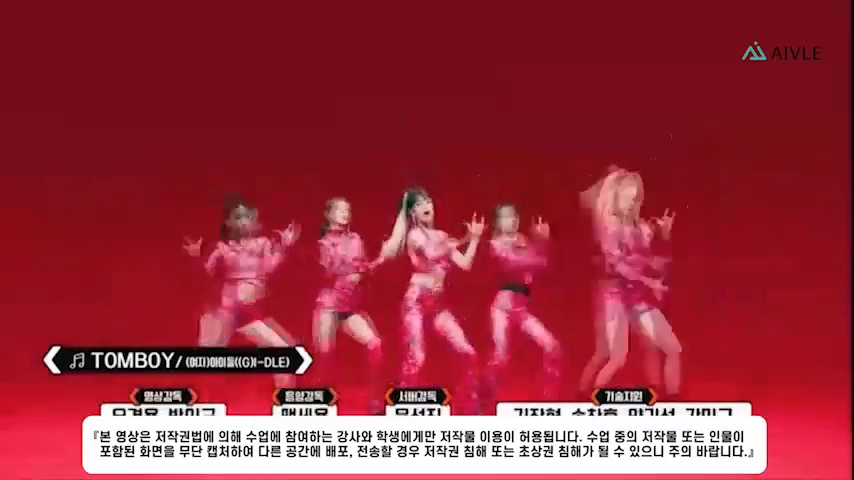 AIVLE
TOMBOY/ (여자)아이들((G)I-DLE)
영상감독 음향감독 서버감독 기술지원
『본 영상은 저작권법에 의해 수업에 참여하는 강사와 학생에게만 저작물 이용이 허용됩니다. 수업 중의 저작물 또는 인물이
포함된 화면을 무단 캡처하여 다른 공간에 배포, 전송할 경우 저작권 침해 또는 초상권 침해가 될 수 있으니 주의 바랍니다.』